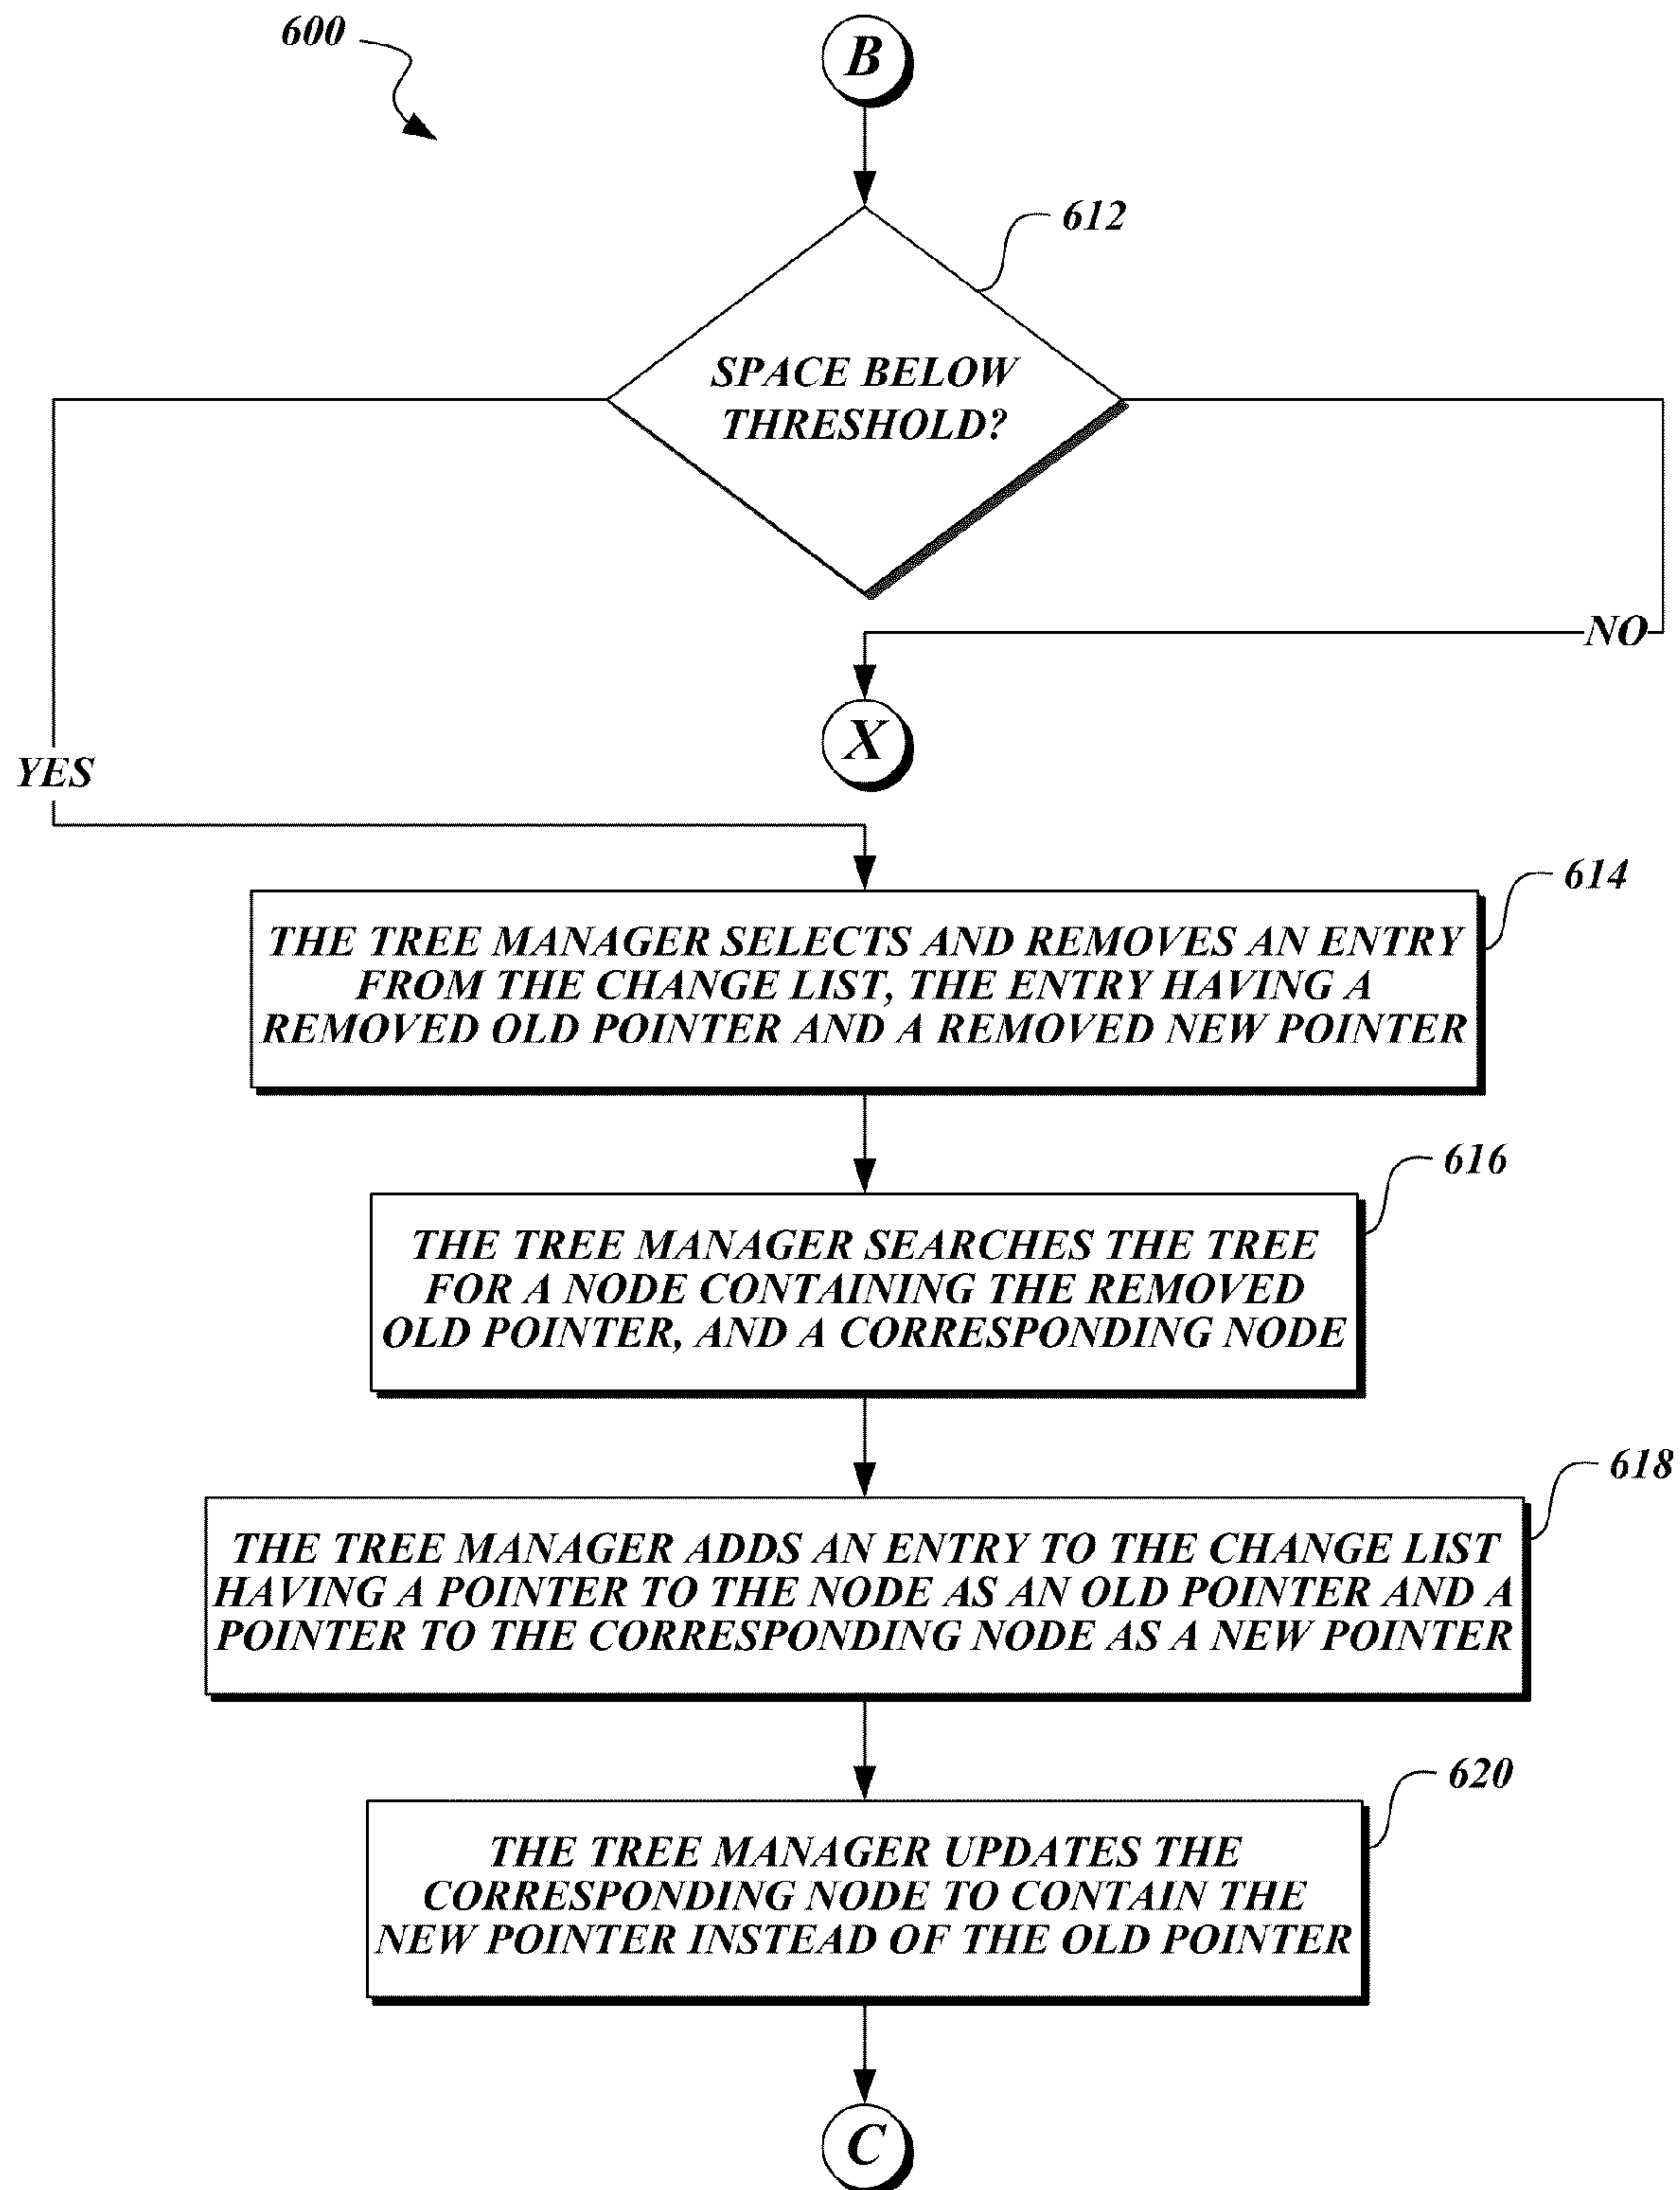 600
B
612
SPACE BELOW
THRESHOLD?
NO
X
YES
614
THE TREE MANAGER SELECTS AND REMOVES AN ENTRY
FROM THE CHANGE LIST, THE ENTRY HAVING A
REMOVED OLD POINTER AND A REMOVED NEW POINTER
616
THE TREE MANAGER SEARCHES THE TREE
FOR A NODE CONTAINING THE REMOVED
OLD POINTER, AND A CORRESPONDING NODE
618
THE TREE MANAGER ADDS AN ENTRY TO THE CHANGE LIST
HAVING A POINTER TO THE NODE AS AN OLD POINTER AND A
POINTER TO THE CORRESPONDING NODE AS A NEW POINTER
620
THE TREE MANAGER UPDATES THE
CORRESPONDING NODE TO CONTAIN THE
NEW POINTER INSTEAD OF THE OLD POINTER
C